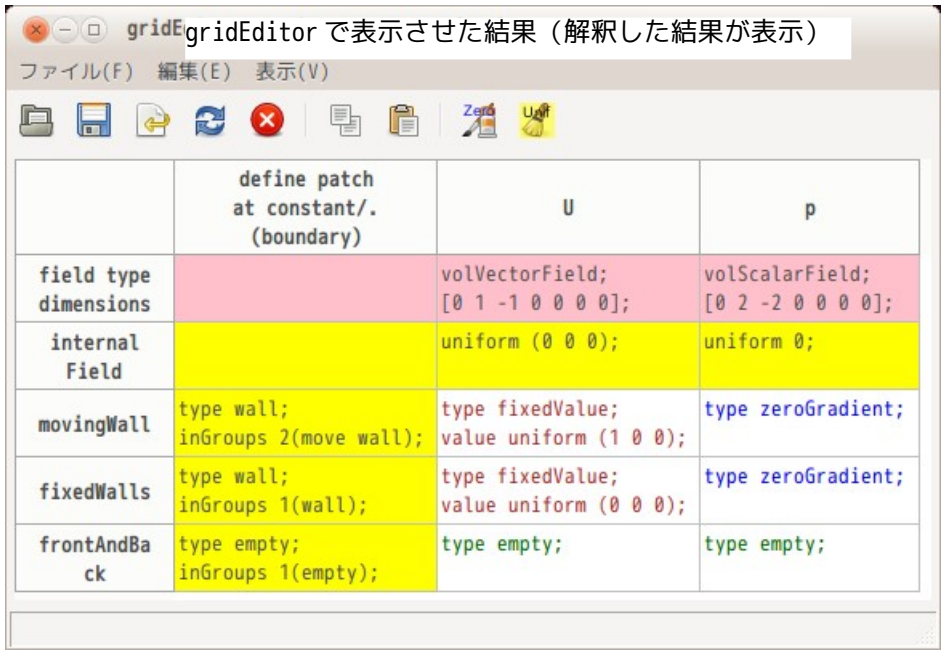 gridE
gridEditor で表示させた結果（解釈した結果が表示）
ファイル(F) 編集(E) 表示(V)
Zero
Unif
define patch
at constant/.
(boundary)
U
p
field type
dimensions
volVectorField;
[0 1 -1 0 0 0 0];
volScalarField;
[0 2 -2 0 0 0 0];
internal
Field
uniform (0 0 0);
uniform 0;
movingWall
type wall;
inGroups 2(move wall);
type fixedValue;
value uniform (1 0 0);
type zeroGradient;
fixedWalls
type wall;
inGroups 1(wall);
type fixedValue;
value uniform (0 0 0);
type zeroGradient;
frontAndBa
ck
type empty;
inGroups 1(empty);
type empty;
type empty;